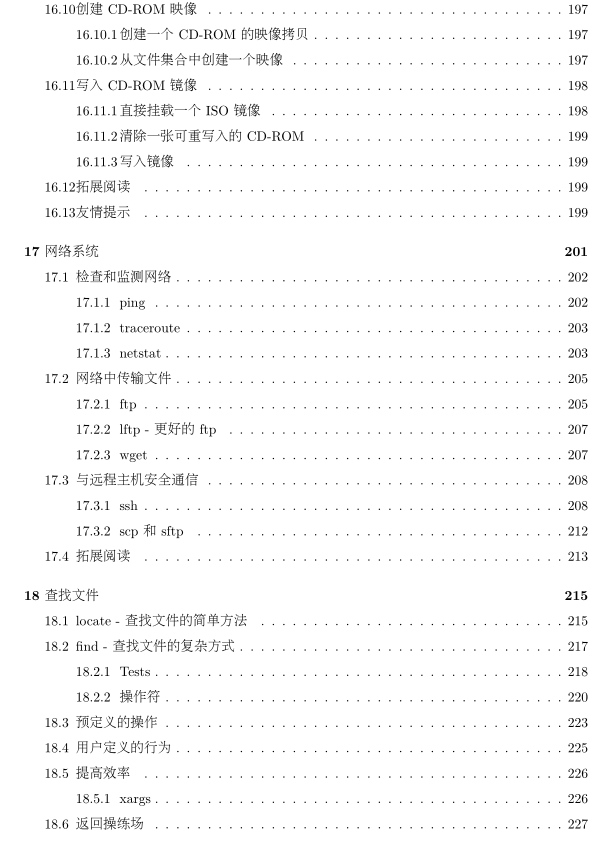 16.10创建 CD-ROM 映像 . . . . . . . . . . . . . . . . . . . . . . . . . . . . . . . . . . 197
16.10.1 创建一个 CD-ROM 的映像拷贝 . . . . . . . . . . . . . . . . . . . . . . . . 197
16.10.2 从文件集合中创建一个映像 . . . . . . . . . . . . . . . . . . . . . . . . . . 197
16.11写入 CD-ROM 镜像 . . . . . . . . . . . . . . . . . . . . . . . . . . . . . . . . . . 198
16.11.1 直接挂载一个 ISO 镜像 . . . . . . . . . . . . . . . . . . . . . . . . . . . . 198
16.11.2 清除一张可重写入的 CD-ROM . . . . . . . . . . . . . . . . . . . . . . . . 199
16.11.3 写入镜像 . . . . . . . . . . . . . . . . . . . . . . . . . . . . . . . . . . . . 199
16.12拓展阅读 . . . . . . . . . . . . . . . . . . . . . . . . . . . . . . . . . . . . . . . . 199
16.13友情提示 . . . . . . . . . . . . . . . . . . . . . . . . . . . . . . . . . . . . . . . . 199
17 网络系统 201
17.1 检查和监测网络 . . . . . . . . . . . . . . . . . . . . . . . . . . . . . . . . . . . . . 202
17.1.1 ping . . . . . . . . . . . . . . . . . . . . . . . . . . . . . . . . . . . . . . . 202
17.1.2 traceroute . . . . . . . . . . . . . . . . . . . . . . . . . . . . . . . . . . . . 203
17.1.3 netstat . . . . . . . . . . . . . . . . . . . . . . . . . . . . . . . . . . . . . . 203
17.2 网络中传输文件 . . . . . . . . . . . . . . . . . . . . . . . . . . . . . . . . . . . . . 205
17.2.1 ftp . . . . . . . . . . . . . . . . . . . . . . . . . . . . . . . . . . . . . . . . 205
17.2.2 lftp - 更好的 ftp . . . . . . . . . . . . . . . . . . . . . . . . . . . . . . . . 207
17.2.3 wget . . . . . . . . . . . . . . . . . . . . . . . . . . . . . . . . . . . . . . . 207
17.3 与远程主机安全通信 . . . . . . . . . . . . . . . . . . . . . . . . . . . . . . . . . . 208
17.3.1 ssh . . . . . . . . . . . . . . . . . . . . . . . . . . . . . . . . . . . . . . . . 208
17.3.2 scp 和 sftp . . . . . . . . . . . . . . . . . . . . . . . . . . . . . . . . . . . 212
17.4 拓展阅读 . . . . . . . . . . . . . . . . . . . . . . . . . . . . . . . . . . . . . . . . 213
18 查找文件 215
18.1 locate - 查找文件的简单方法 . . . . . . . . . . . . . . . . . . . . . . . . . . . . . 215
18.2 find - 查找文件的复杂方式 . . . . . . . . . . . . . . . . . . . . . . . . . . . . . . . 217
18.2.1 Tests . . . . . . . . . . . . . . . . . . . . . . . . . . . . . . . . . . . . . . . 218
18.2.2 操作符 . . . . . . . . . . . . . . . . . . . . . . . . . . . . . . . . . . . . . . 220
18.3 预定义的操作 . . . . . . . . . . . . . . . . . . . . . . . . . . . . . . . . . . . . . . 223
18.4 用户定义的行为 . . . . . . . . . . . . . . . . . . . . . . . . . . . . . . . . . . . . . 225
18.5 提高效率 . . . . . . . . . . . . . . . . . . . . . . . . . . . . . . . . . . . . . . . . 226
18.5.1 xargs . . . . . . . . . . . . . . . . . . . . . . . . . . . . . . . . . . . . . . . 226
18.6 返回操练场 . . . . . . . . . . . . . . . . . . . . . . . . . . . . . . . . . . . . . . . 227